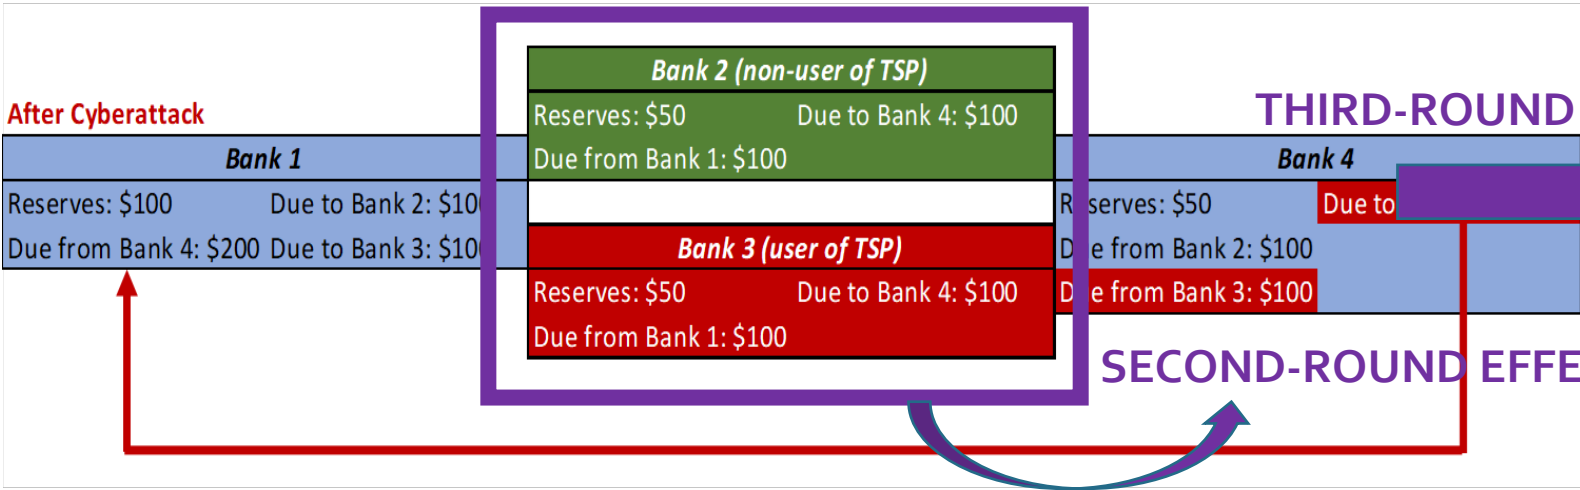 After Cyberattack
Bank 1
Reserves: $100 Due to Bank 2: $10
Due from Bank 4: $200 Due to Bank 3: $10
Bank 2 (non-user of TSP)
Reserves: $50 Due to Bank 4: $100
Due from Bank 1: $100
Bank 3 (user of TSP)
Reserves: $50 Due to Bank 4: $100
Due from Bank 1: $100
THIRD-ROUND
Bank 4
Reserves: $50 Due to
Due from Bank 2: $100
Due from Bank 3: $100
SECOND-ROUND EFFE